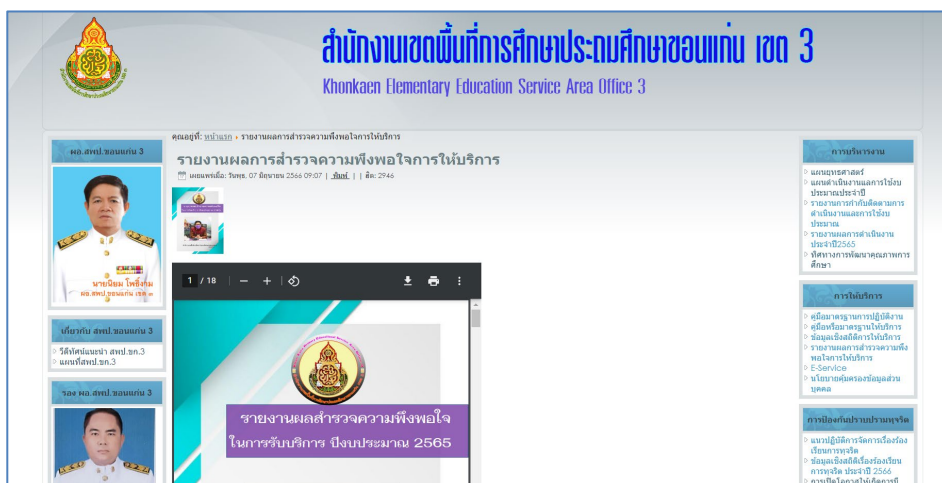 สำนักงานเขตพื้นที่การศึกษาประถมศึกษาขอนแก่น เขต 3
Khonkaen Elementary Education Service Area Office 3
คุณอยู่ที่: หน้าแรก รายงานผลการสำรวจความพึงพอใจการให้บริการ
ผอ.สพป.ขอนแก่น 3
นายนิยม โพธิ์งาม
ผอ.สพป.ขอนแก่น เขต ๓
เกี่ยวกับ สพป.ขอนแก่น 3
วีดีทัศน์แนะนำ สพป.ขก.3
แผนที่สพป.ขก.3
รอง ผอ.สพป.ขอนแก่น 3
รายงานผลการสำรวจความพึงพอใจการให้บริการ
เผยแพร่เมื่อ: วันพุธ, 07 มิถุนายน 2566 09:07 | พิมพ์ | | ฮิต: 2946
1 / 18
รายงานผลสำรวจความพึงพอใจ
ในการรับบริการ ปีงบประมาณ 2565
การบริหารงาน
แผนยุทธศาสตร์
แผนดำเนินงานและการใช้งบ
ประมาณประจำปี
รายงานการกำกับติดตามการ
ดำเนินงานและการใช้งบ
ประมาณ
รายงานผลการดำเนินงาน
ประจำปี2565
ทิศทางการพัฒนาคุณภาพการ
ศึกษา
การให้บริการ
คู่มือมาตรฐานการปฏิบัติงาน
คู่มือหรือมาตรฐานให้บริการ
ข้อมูลเชิงสถิติการให้บริการ
รายงานผลการสำรวจความพึง
พอใจการให้บริการ
E-Service
นโยบายคุ้มครองข้อมูลส่วน
บุคคล
การป้องกันปราบปรามทุจริต
แนวปฏิบัติการจัดการเรื่องร้อง
เรียนการทุจริต
ข้อมูลเชิงสถิติเรื่องร้องเรียน
การทุจริต ประจำปี 2566
การเปิดโอกาสให้เกิดการมี